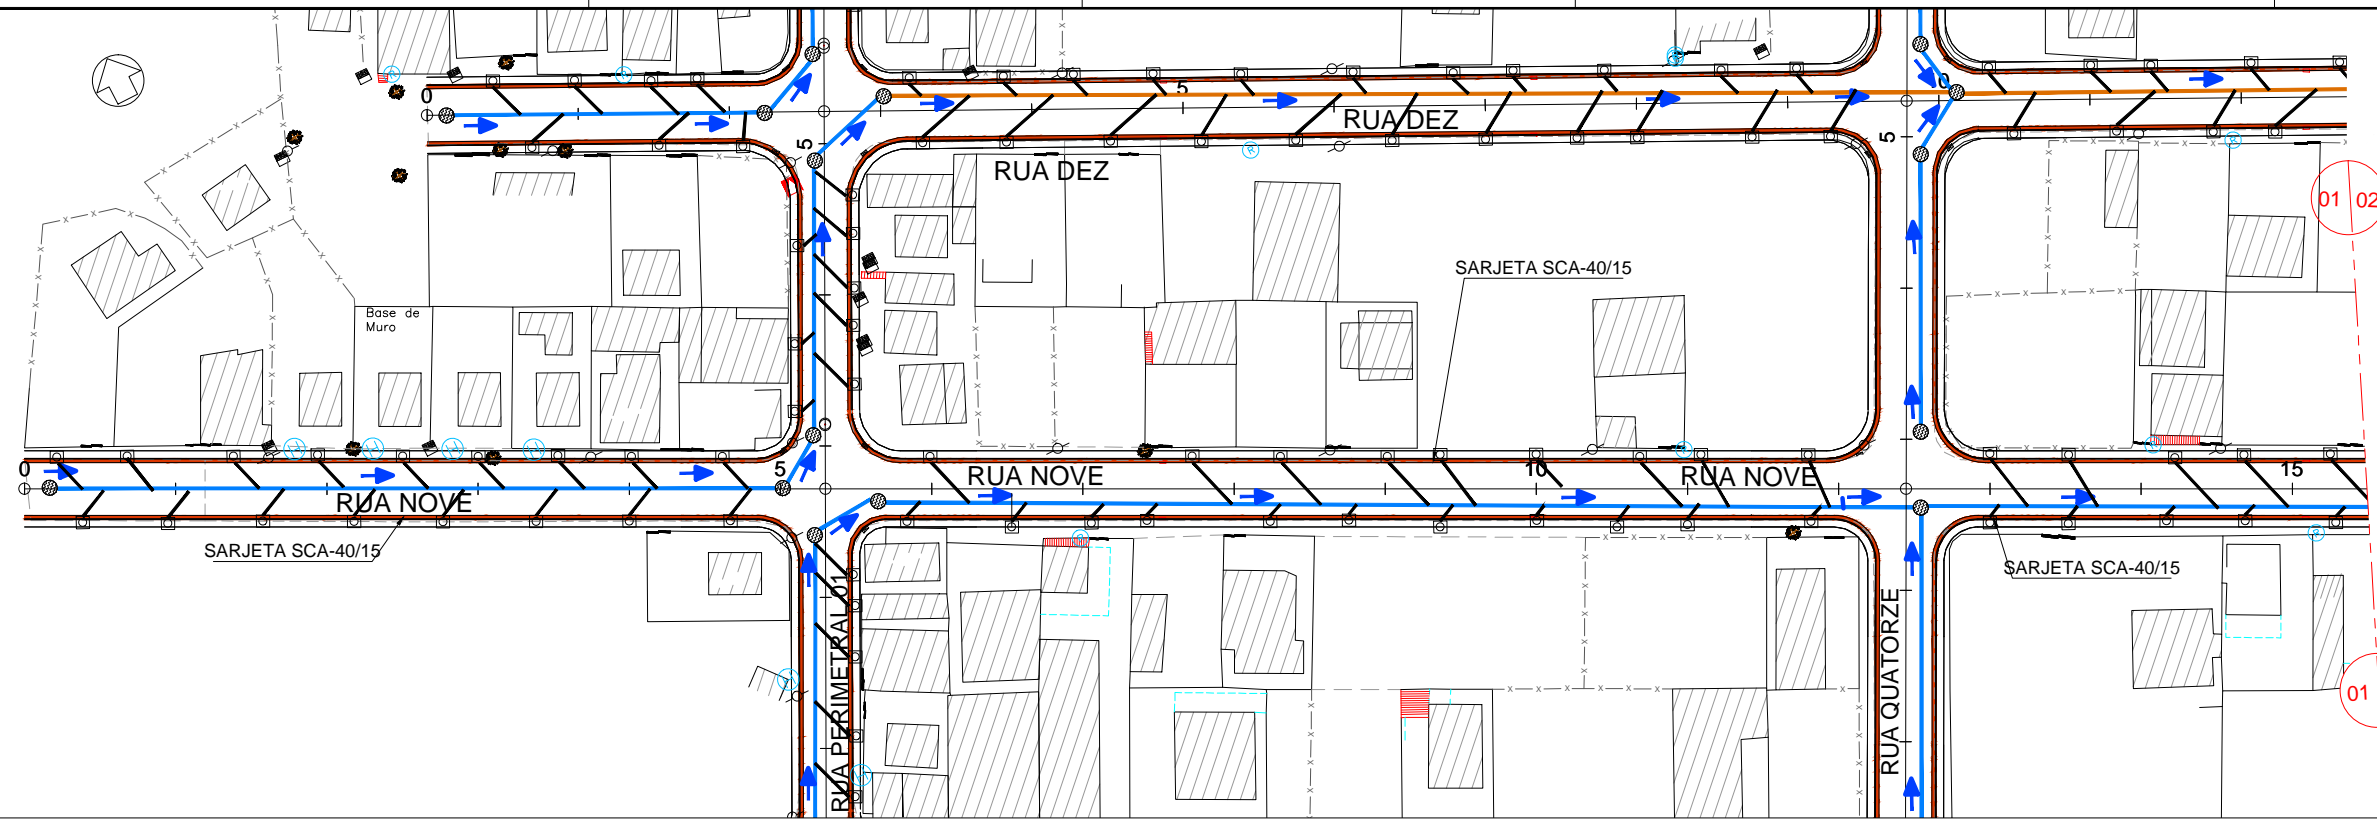 0
5
0
RUA DEZ
5
5
RUA DEZ
01 02
SARJETA SCA-40/15
Base de
Muro
0
0
5
RUA NOVE
10
RUA NOVE
15
RUA NOVE
SARJETA SCA-40/15
SARJETA SCA-40/15
RUA PERIMETRAL 01
RUA QUATORZE
01